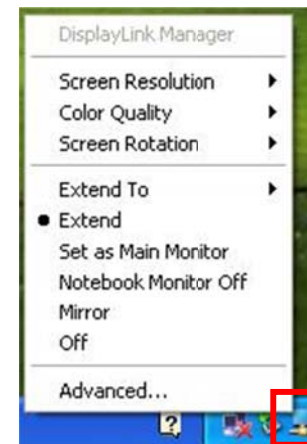 DisplayLink Manager
Screen Resolution
Color Quality
Screen Rotation
Extend To
Extend
Set as Main Monitor
Notebook Monitor Off
Mirror
Off
Advanced...
?